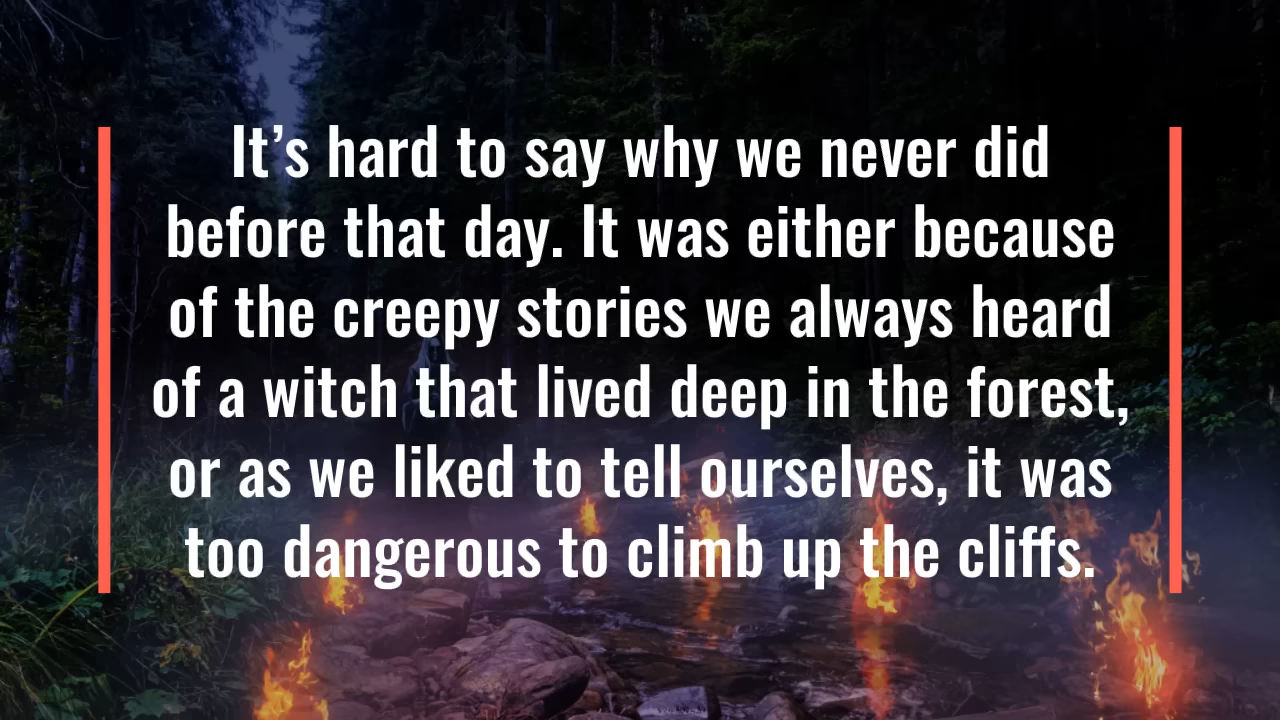 It’s hard to say why we never did
before that day. It was either because
of the creepy stories we always heard
of a witch that lived deep in the forest,
or as we liked to tell ourselves, it was
too dangerous to climb up the cliffs.